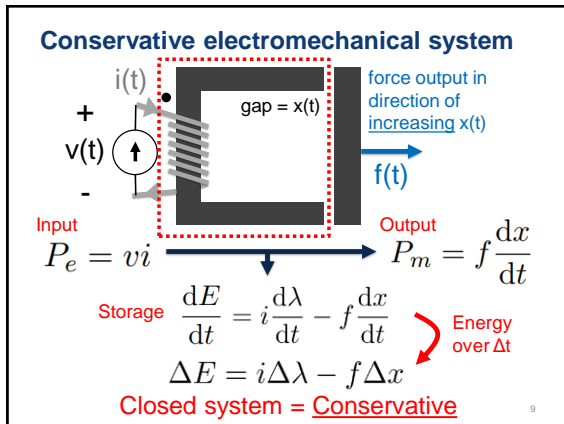 Conservative electromechanical system
i(t)
gap = x(t)
force output in
direction of
increasing x(t)
+
v(t)
-
f(t)
Input
P_e = vi
Output
P_m = f dx/dt
Storage
dE/dt = i dλ/dt − f dx/dt
Energy
over Δt
ΔE = iΔλ − fΔx
Closed system = Conservative
9